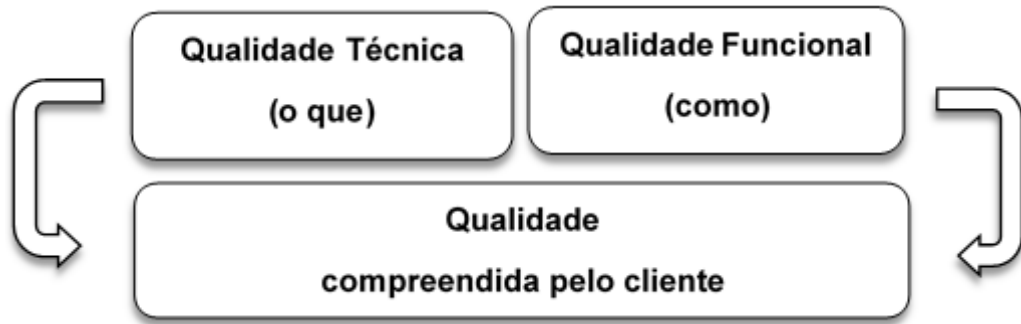 Qualidade Técnica
(o que)
Qualidade Funcional
(como)
Qualidade
compreendida pelo cliente